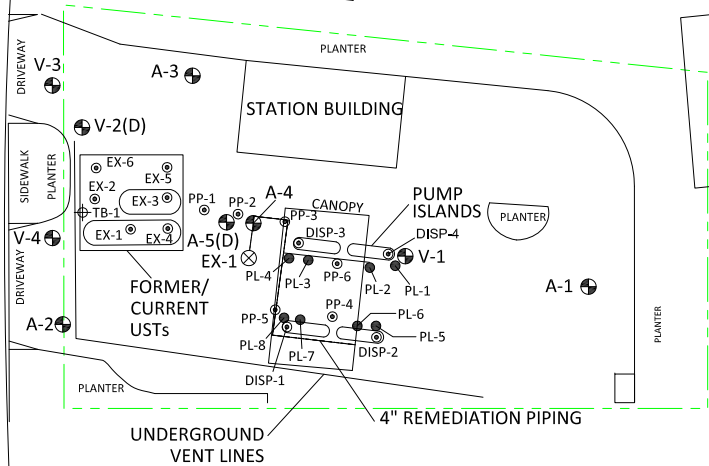 PLANTER
DRIVEWAY
V-3
A-3
STATION BUILDING
V-2(D)
SIDEWALK
PLANTER
EX-6
EX-5
EX-2
EX-3
TB-1
EX-1
EX-4
PP-1
PP-2
A-4
CANOPY
PP-3
PUMP
ISLANDS
PLANTER
DISP-3
DISP-4
V-4
A-5(D)
EX-1
V-1
PL-4
PL-3
PP-6
PL-2
PL-1
A-1
DRIVEWAY
FORMER/
CURRENT
USTs
A-2
PP-5
PP-4
PL-6
PL-8
PL-7
PL-5
DISP-2
DISP-1
PLANTER
PLANTER
4" REMEDIATION PIPING
UNDERGROUND
VENT LINES